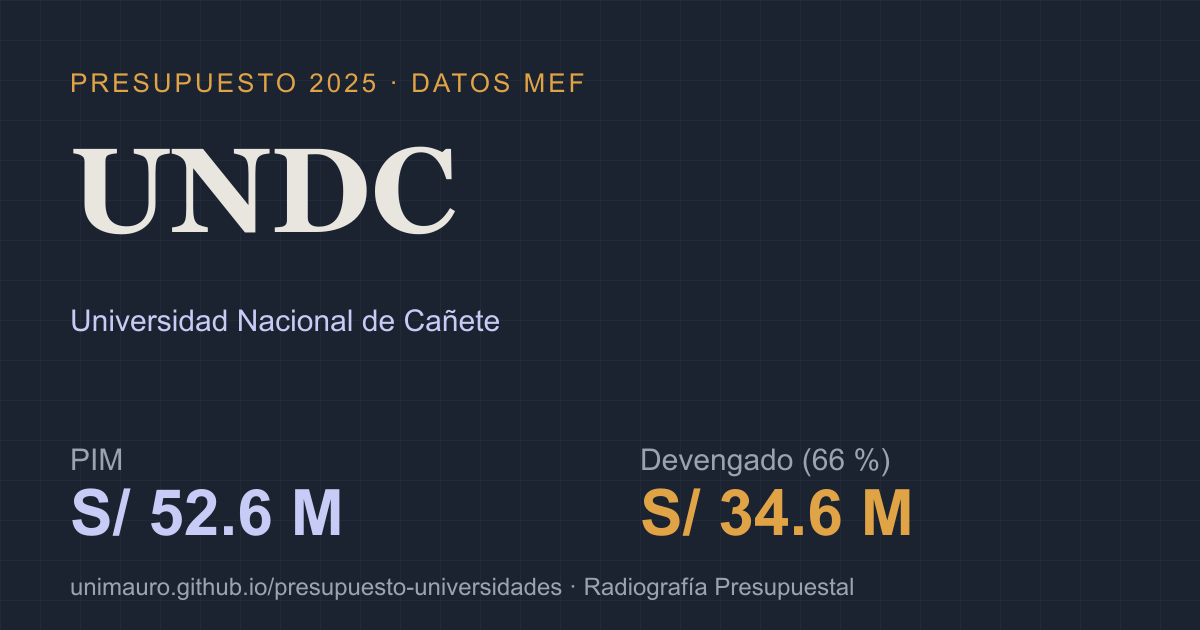 PRESUPUESTO 2025 · DATOS MEF
UNDC
Universidad Nacional de Cañete
PIM
S/ 52.6 M
Devengado (66 %)
S/ 34.6 M
unimauro.github.io/presupuesto-universidades · Radiografía Presupuestal